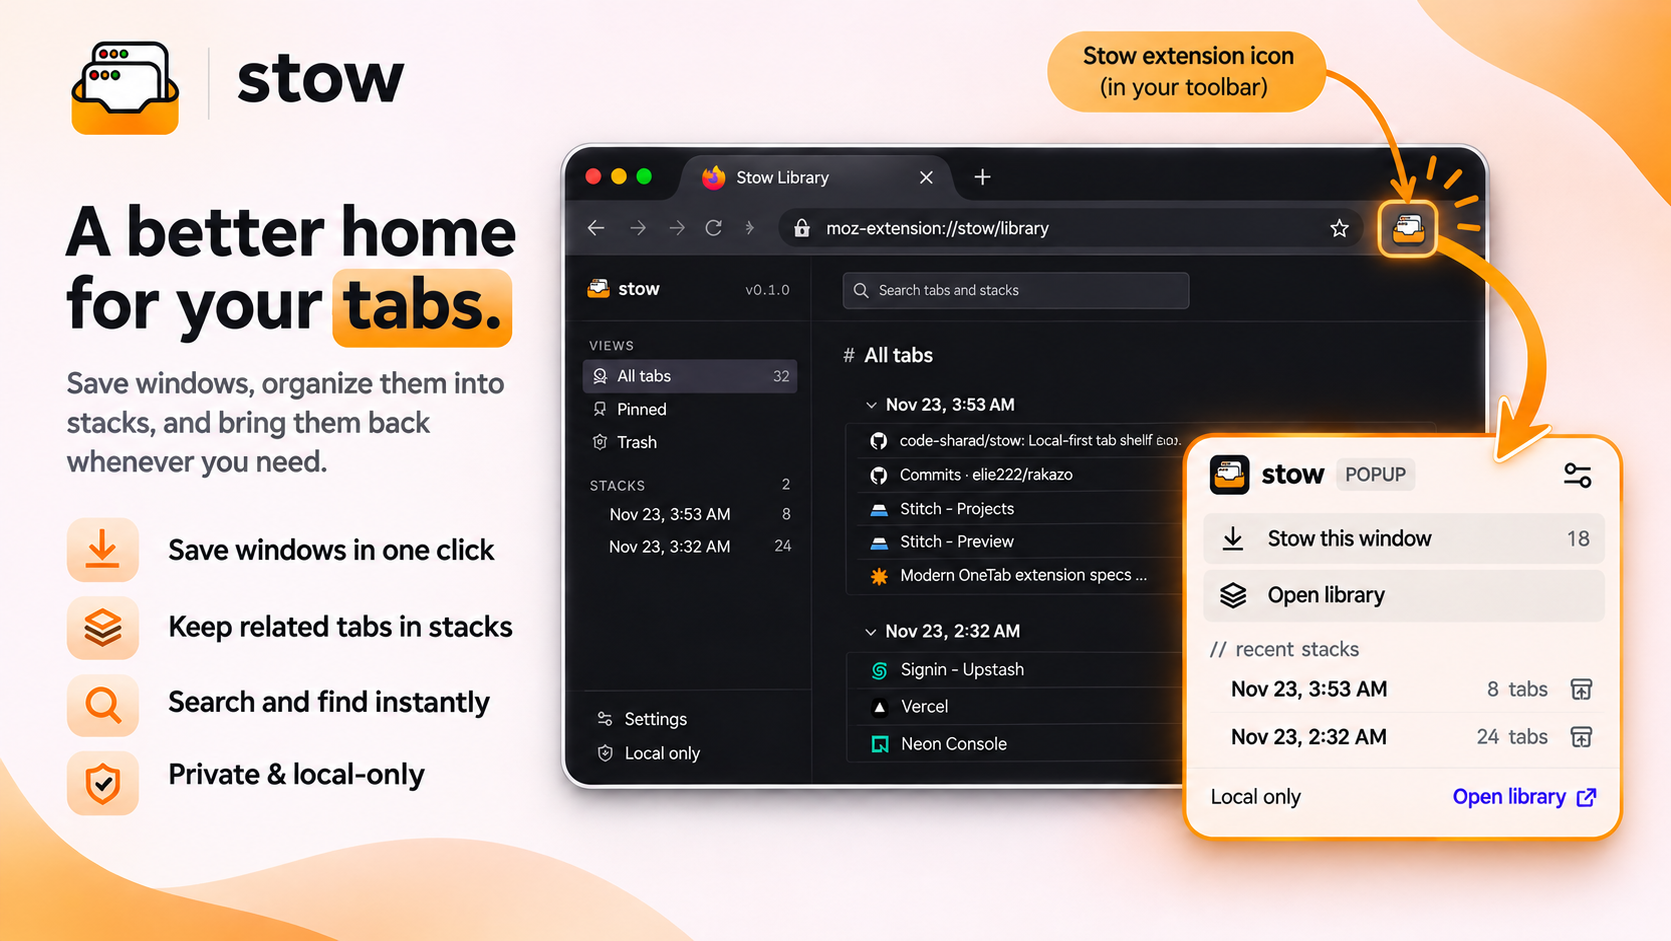 stow
A better home
for your tabs.
Save windows, organize them into
stacks, and bring them back
whenever you need.
Save windows in one click
Keep related tabs in stacks
Search and find instantly
Private & local-only
Stow extension icon
(in your toolbar)
Stow Library
moz-extension://stow/library
stow v0.1.0
VIEWS
All tabs 32
Pinned
Trash
STACKS 2
Nov 23, 3:53 AM 8
Nov 23, 3:32 AM 24
Settings
Local only
Search tabs and stacks
# All tabs
Nov 23, 3:53 AM
code-sharad/stow: Local-first tab shelf
Commits · elie222/rakazo
Stitch - Projects
Stitch - Preview
Modern OneTab extension specs ...
Nov 23, 2:32 AM
Signin - Upstash
Vercel
Neon Console
stow POPUP
Stow this window 18
Open library
// recent stacks
Nov 23, 3:53 AM 8 tabs
Nov 23, 2:32 AM 24 tabs
Local only Open library